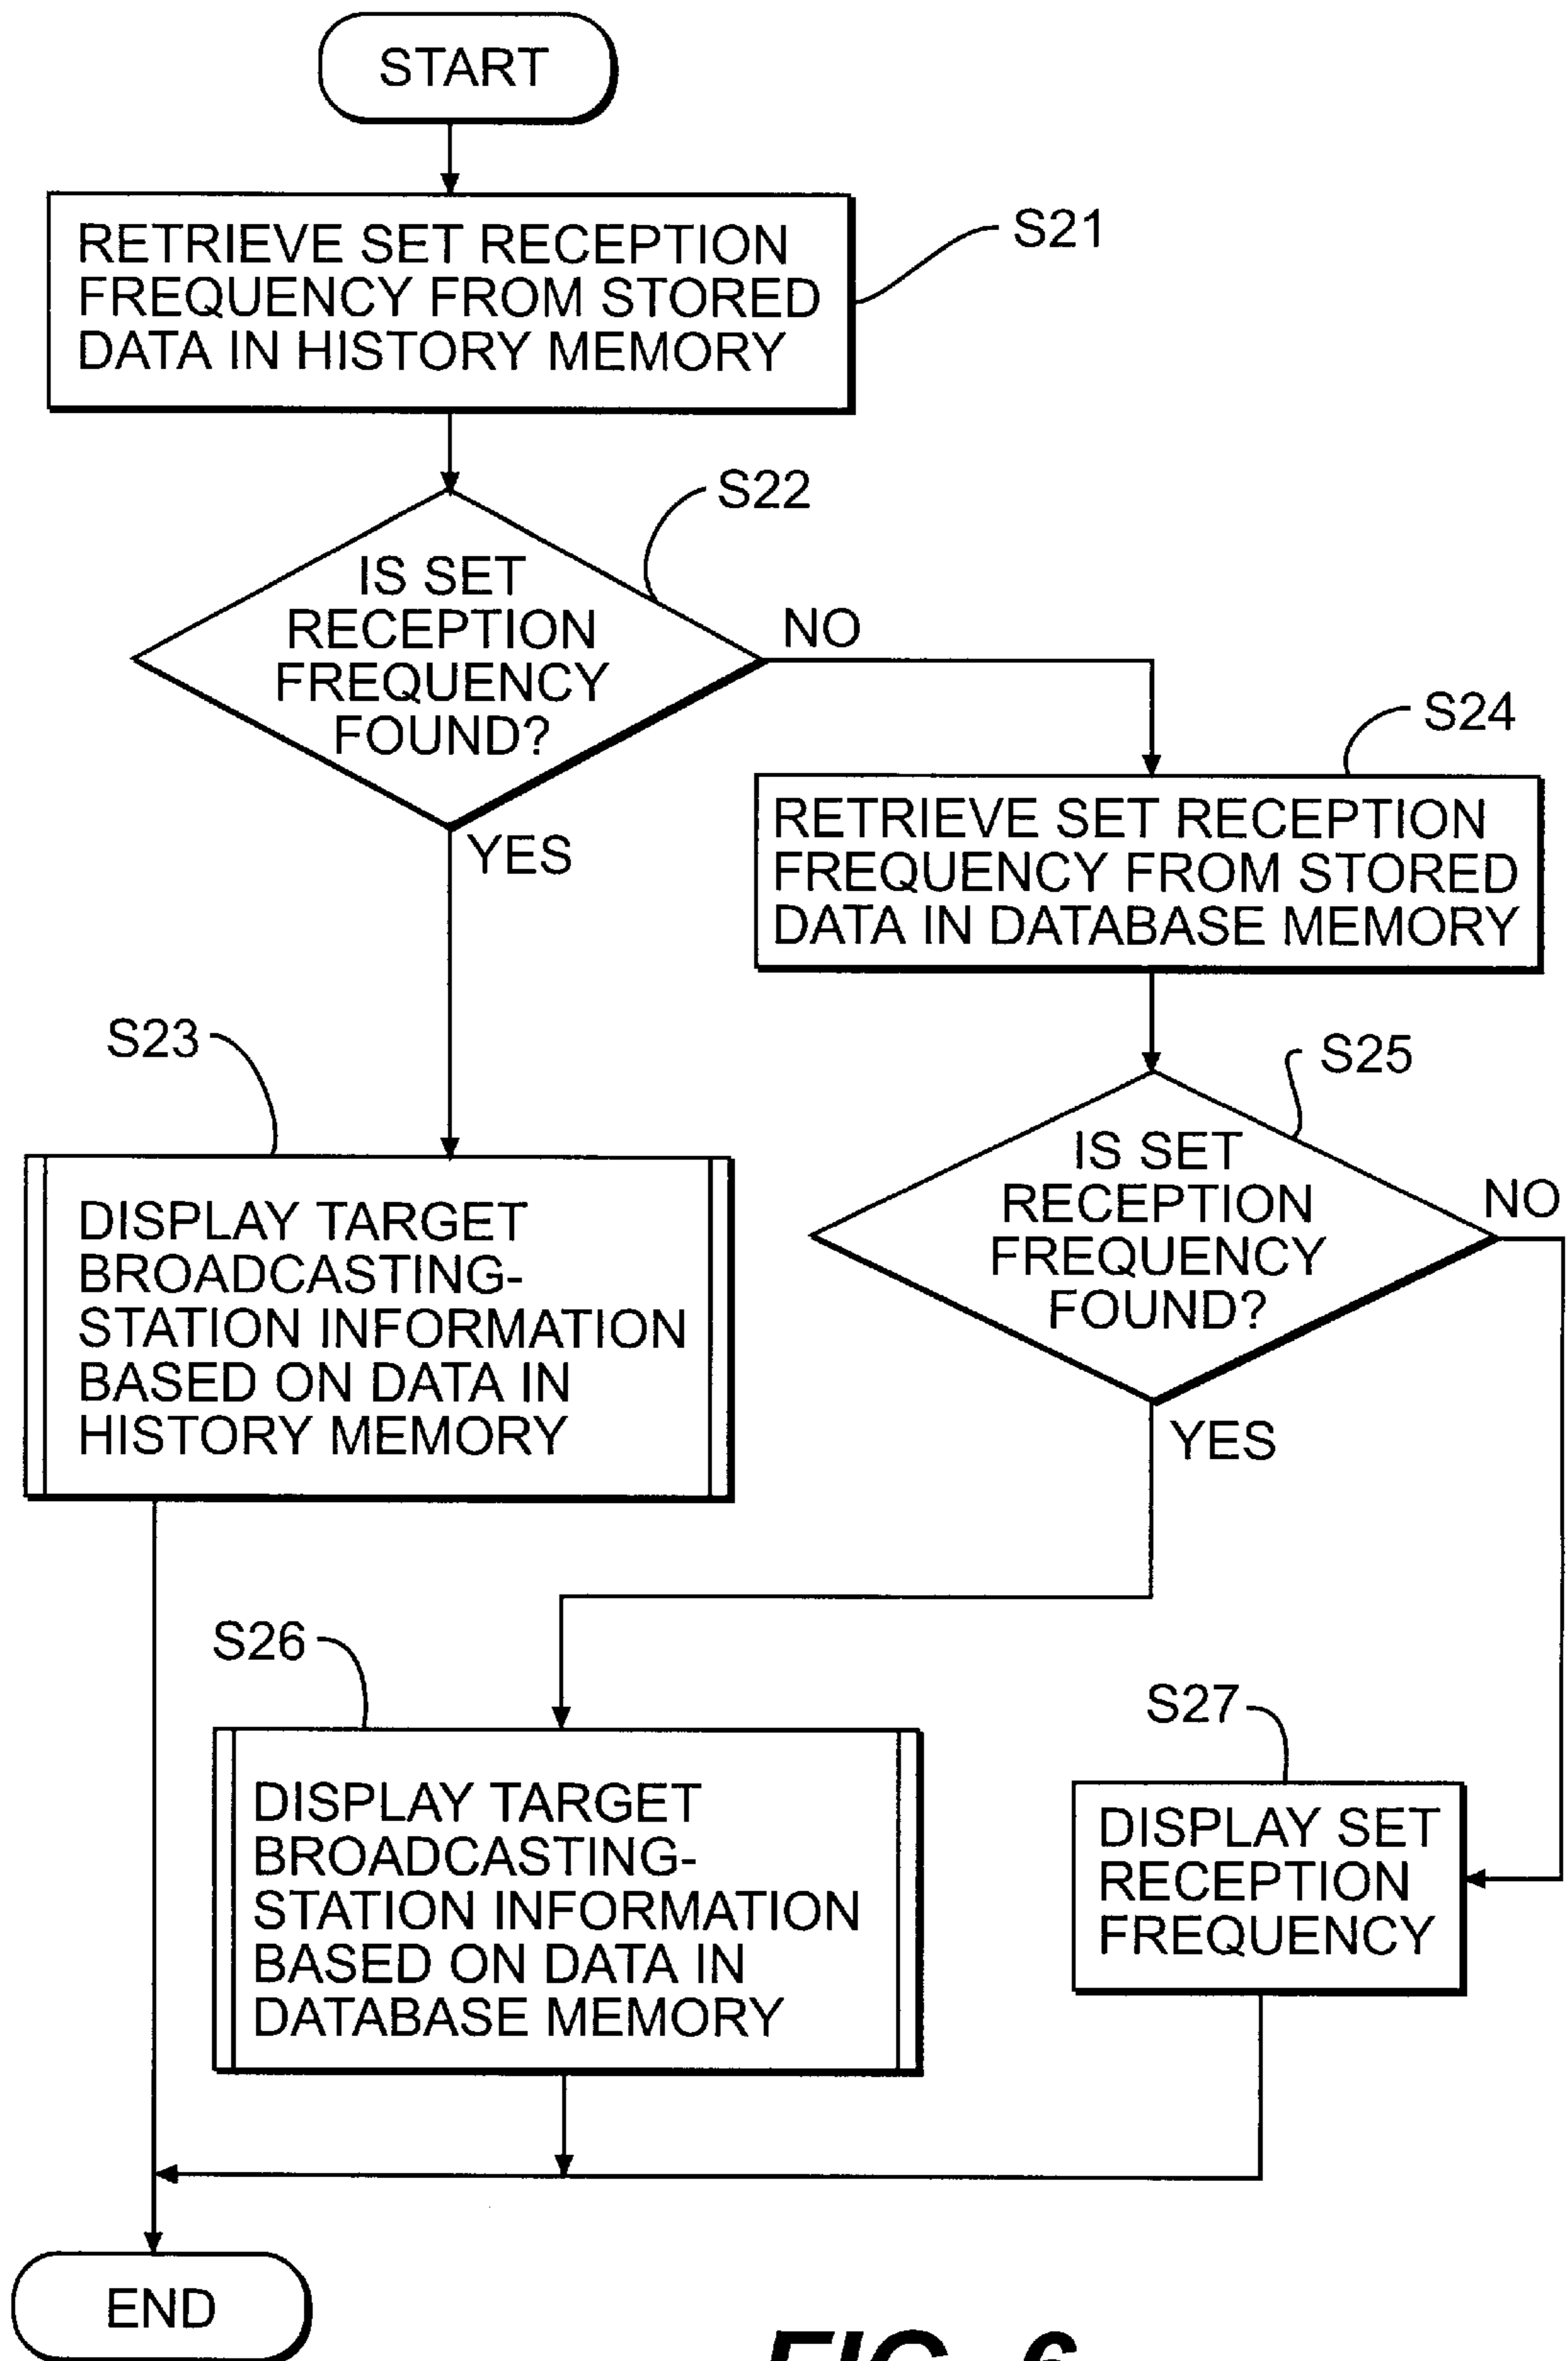 START
RETRIEVE SET RECEPTION
FREQUENCY FROM STORED
DATA IN HISTORY MEMORY
S21
S22
IS SET
RECEPTION
FREQUENCY
FOUND?
NO
YES
S24
RETRIEVE SET RECEPTION
FREQUENCY FROM STORED
DATA IN DATABASE MEMORY
S23
DISPLAY TARGET
BROADCASTING-
STATION INFORMATION
BASED ON DATA IN
HISTORY MEMORY
S25
IS SET
RECEPTION
FREQUENCY
FOUND?
NO
YES
S26
DISPLAY TARGET
BROADCASTING-
STATION INFORMATION
BASED ON DATA IN
DATABASE MEMORY
S27
DISPLAY SET
RECEPTION
FREQUENCY
END
FIG. 6